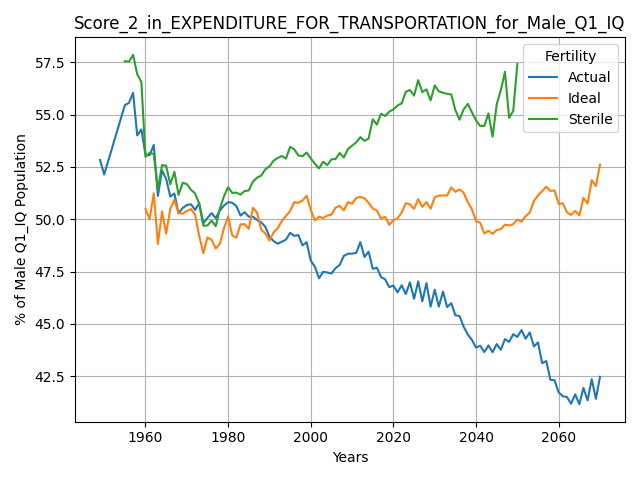 Score_2_in_EXPENDITURE_FOR_TRANSPORTATION_for_Male_Q1_IQ
Fertility
Actual
Ideal
Sterile
% of Male Q1_IQ Population
57.5
55.0
52.5
50.0
47.5
45.0
42.5
1960 1980 2000 2020 2040 2060
Years